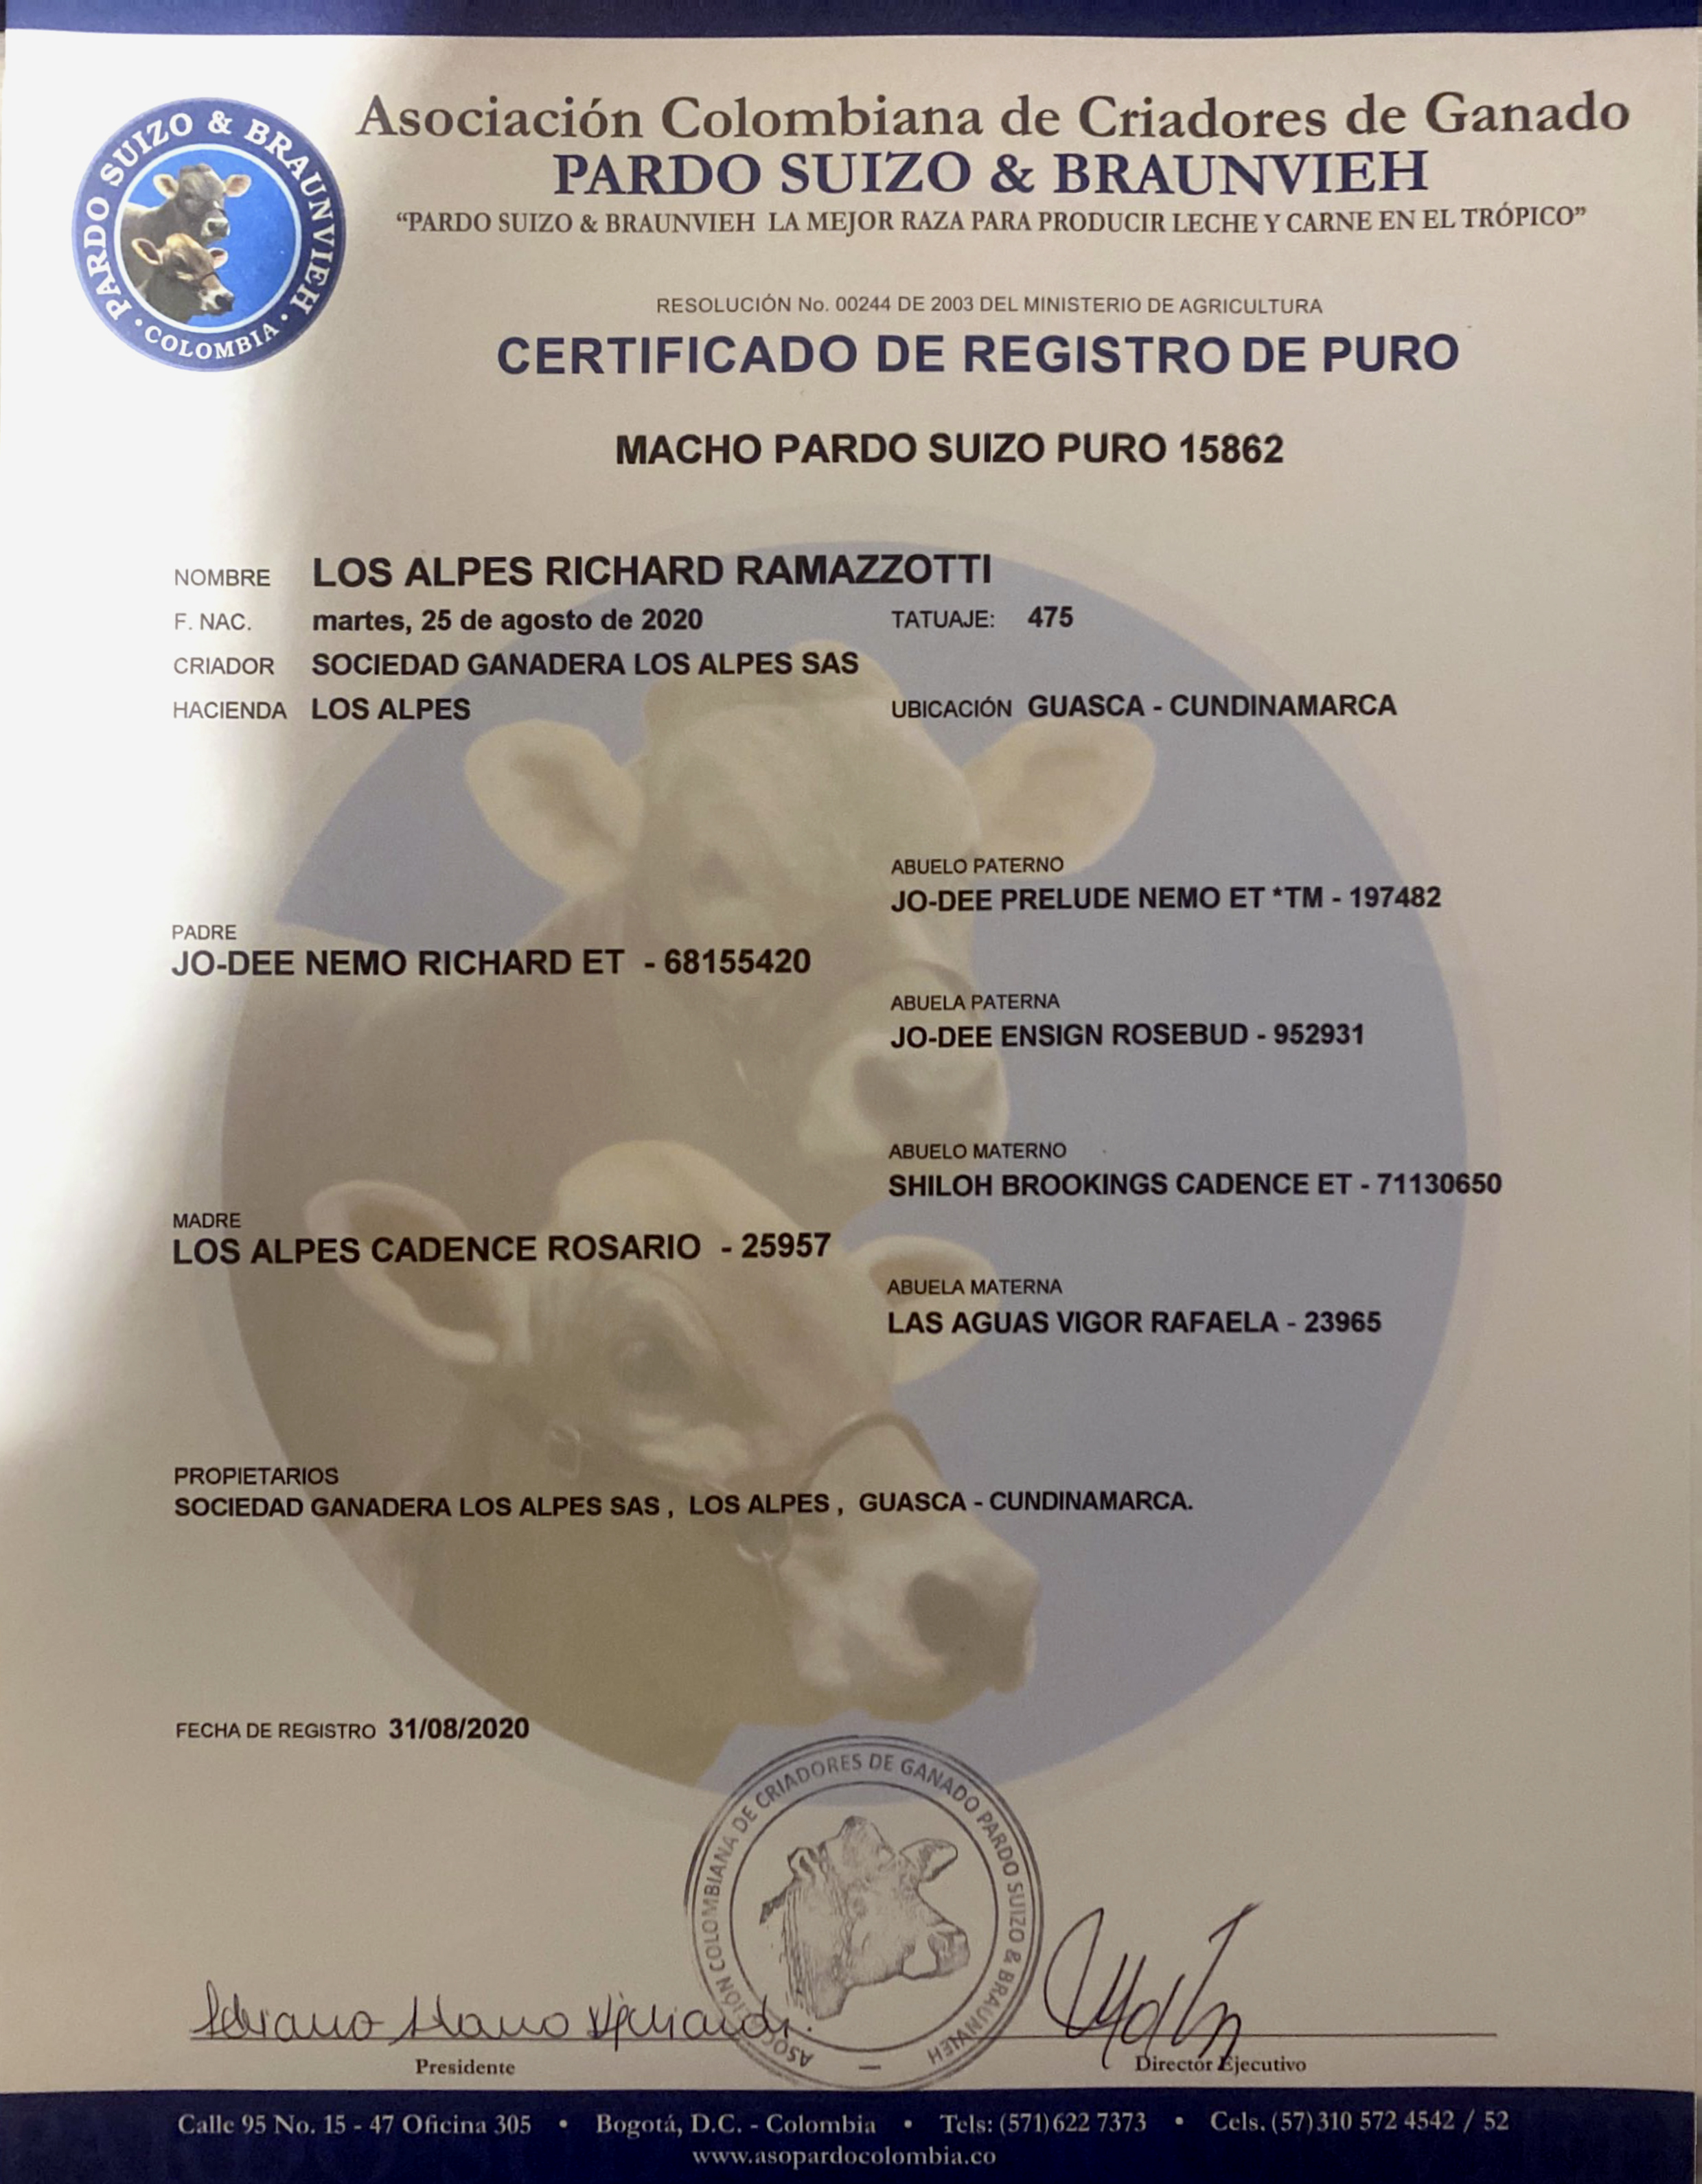 PARDO SUIZO & BRAUNVIEH
• COLOMBIA •
Asociación Colombiana de Criadores de Ganado
PARDO SUIZO & BRAUNVIEH
“PARDO SUIZO & BRAUNVIEH LA MEJOR RAZA PARA PRODUCIR LECHE Y CARNE EN EL TRÓPICO”
RESOLUCIÓN No. 00244 DE 2003 DEL MINISTERIO DE AGRICULTURA
CERTIFICADO DE REGISTRO DE PURO
MACHO PARDO SUIZO PURO 15862
NOMBRE LOS ALPES RICHARD RAMAZZOTTI
F. NAC. martes, 25 de agosto de 2020 TATUAJE: 475
CRIADOR SOCIEDAD GANADERA LOS ALPES SAS
HACIENDA LOS ALPES UBICACIÓN GUASCA - CUNDINAMARCA
ABUELO PATERNO
JO-DEE PRELUDE NEMO ET *TM - 197482
PADRE
JO-DEE NEMO RICHARD ET - 68155420
ABUELA PATERNA
JO-DEE ENSIGN ROSEBUD - 952931
ABUELO MATERNO
SHILOH BROOKINGS CADENCE ET - 71130650
MADRE
LOS ALPES CADENCE ROSARIO - 25957
ABUELA MATERNA
LAS AGUAS VIGOR RAFAELA - 23965
PROPIETARIOS
SOCIEDAD GANADERA LOS ALPES SAS , LOS ALPES , GUASCA - CUNDINAMARCA.
FECHA DE REGISTRO 31/08/2020
ASOCIACIÓN COLOMBIANA DE CRIADORES DE GANADO PARDO SUIZO & BRAUNVIEH
Presidente
Director Ejecutivo
Calle 95 No. 15 - 47 Oficina 305 • Bogotá, D.C. - Colombia • Tels: (571) 622 7373 • Cels. (57) 310 572 4542 / 52
www.asopardocolombia.co